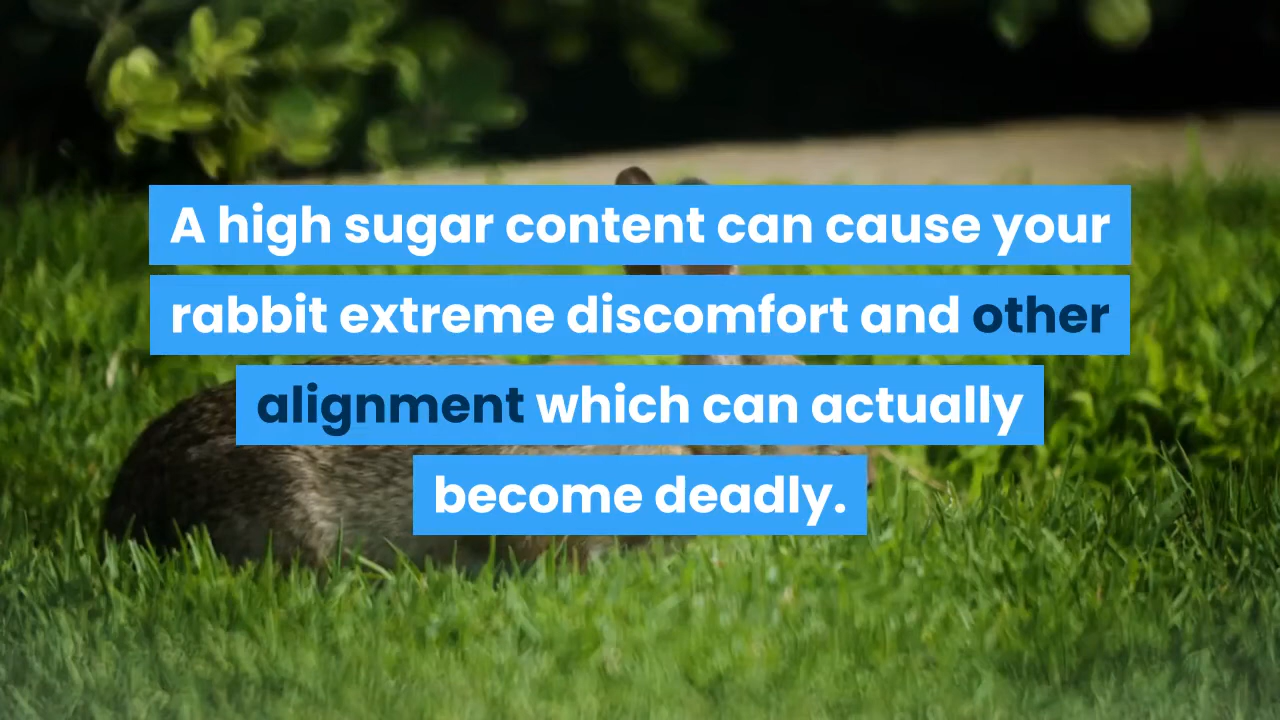 A high sugar content can cause your
rabbit extreme discomfort and other
alignment which can actually
become deadly.